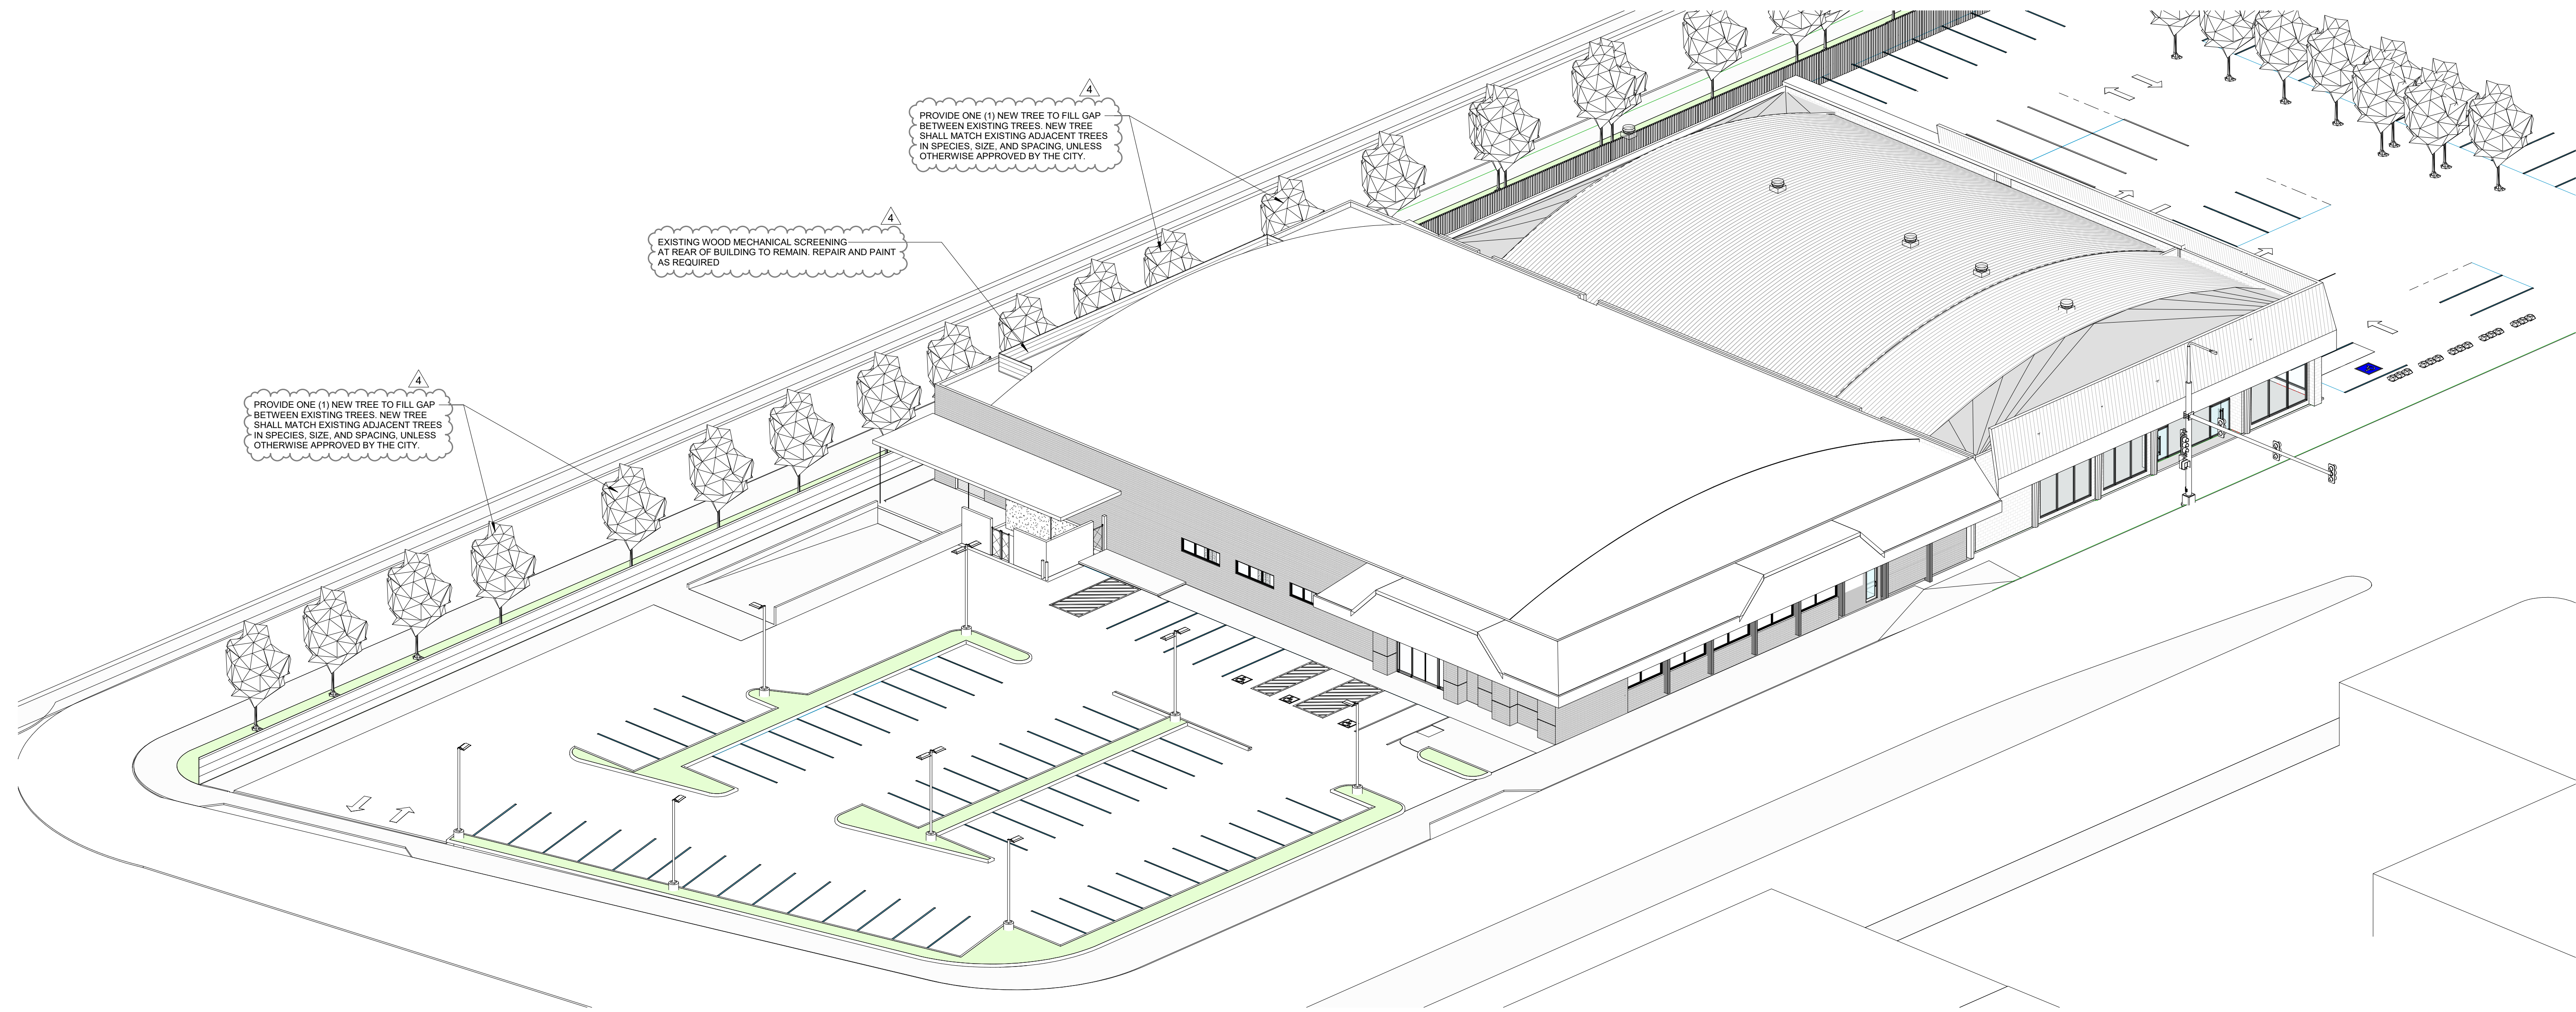 4
PROVIDE ONE (1) NEW TREE TO FILL GAP
BETWEEN EXISTING TREES. NEW TREE
SHALL MATCH EXISTING ADJACENT TREES
IN SPECIES, SIZE, AND SPACING, UNLESS
OTHERWISE APPROVED BY THE CITY.
4
EXISTING WOOD MECHANICAL SCREENING
AT REAR OF BUILDING TO REMAIN. REPAIR AND PAINT
AS REQUIRED
4
PROVIDE ONE (1) NEW TREE TO FILL GAP
BETWEEN EXISTING TREES. NEW TREE
SHALL MATCH EXISTING ADJACENT TREES
IN SPECIES, SIZE, AND SPACING, UNLESS
OTHERWISE APPROVED BY THE CITY.